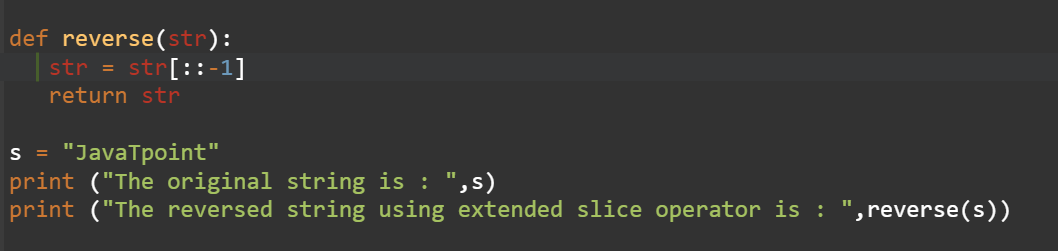 def reverse(str):
    str = str[::-1]
    return str
s = "JavaTpoint"
print ("The original string is : ",s)
print ("The reversed string using extended slice operator is : ",reverse(s))